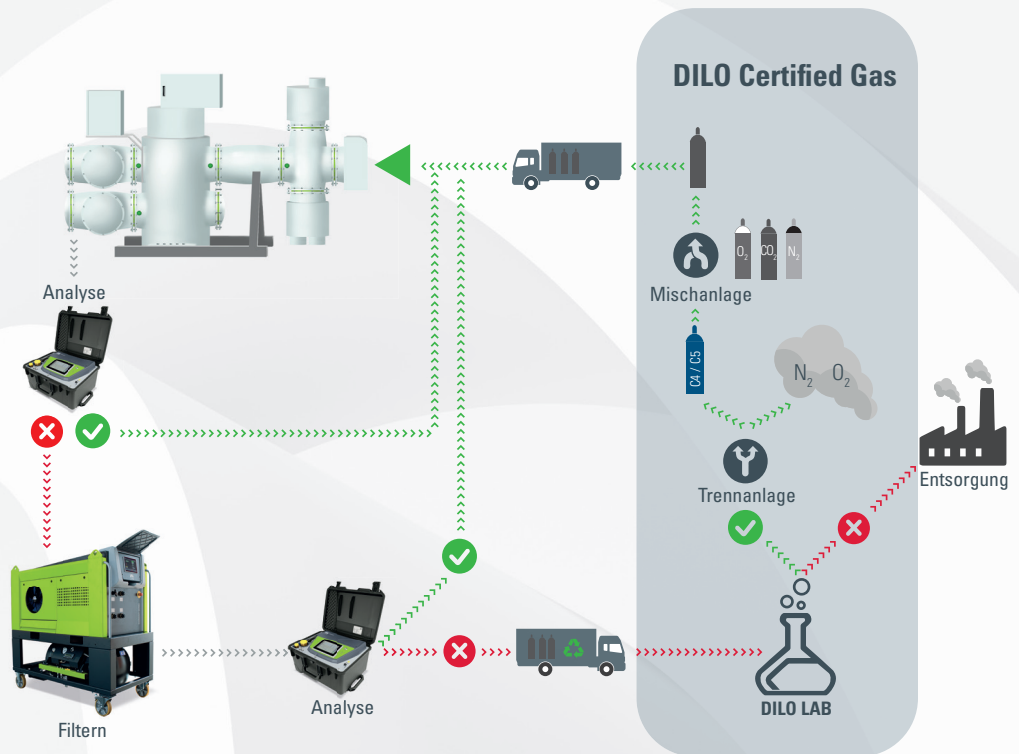 DILO Certified Gas
O2
CO2
N2
Mischanlage
Analyse
C4 / C5
N2 O2
Trennanlage
Entsorgung
Filtern
Analyse
DILO LAB